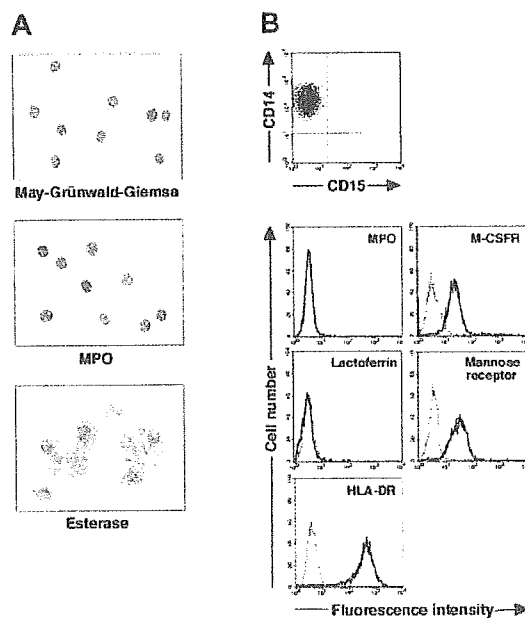 A
May-Grünwald-Giemsa
MPO
Esterase
B
CD14
CD15
Cell number
MPO
M-CSFR
Lactoferrin
Mannose
receptor
HLA-DR
Fluorescence intensity